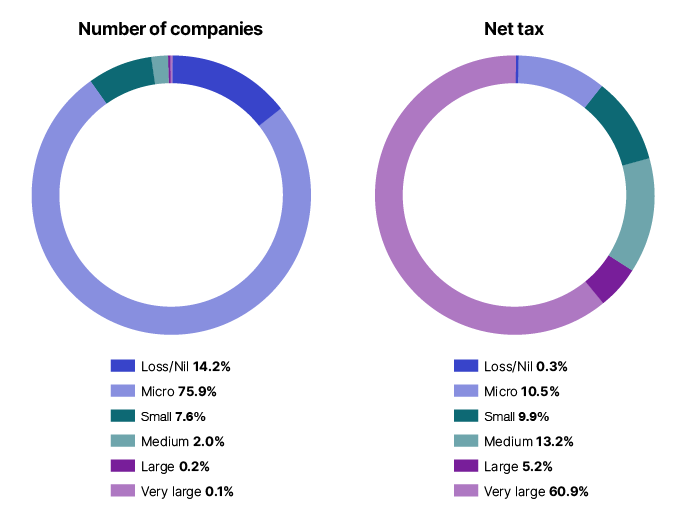 Number of companies
Loss/Nil 14.2%
Micro 75.9%
Small 7.6%
Medium 2.0%
Large 0.2%
Very large 0.1%
Net tax
Loss/Nil 0.3%
Micro 10.5%
Small 9.9%
Medium 13.2%
Large 5.2%
Very large 60.9%